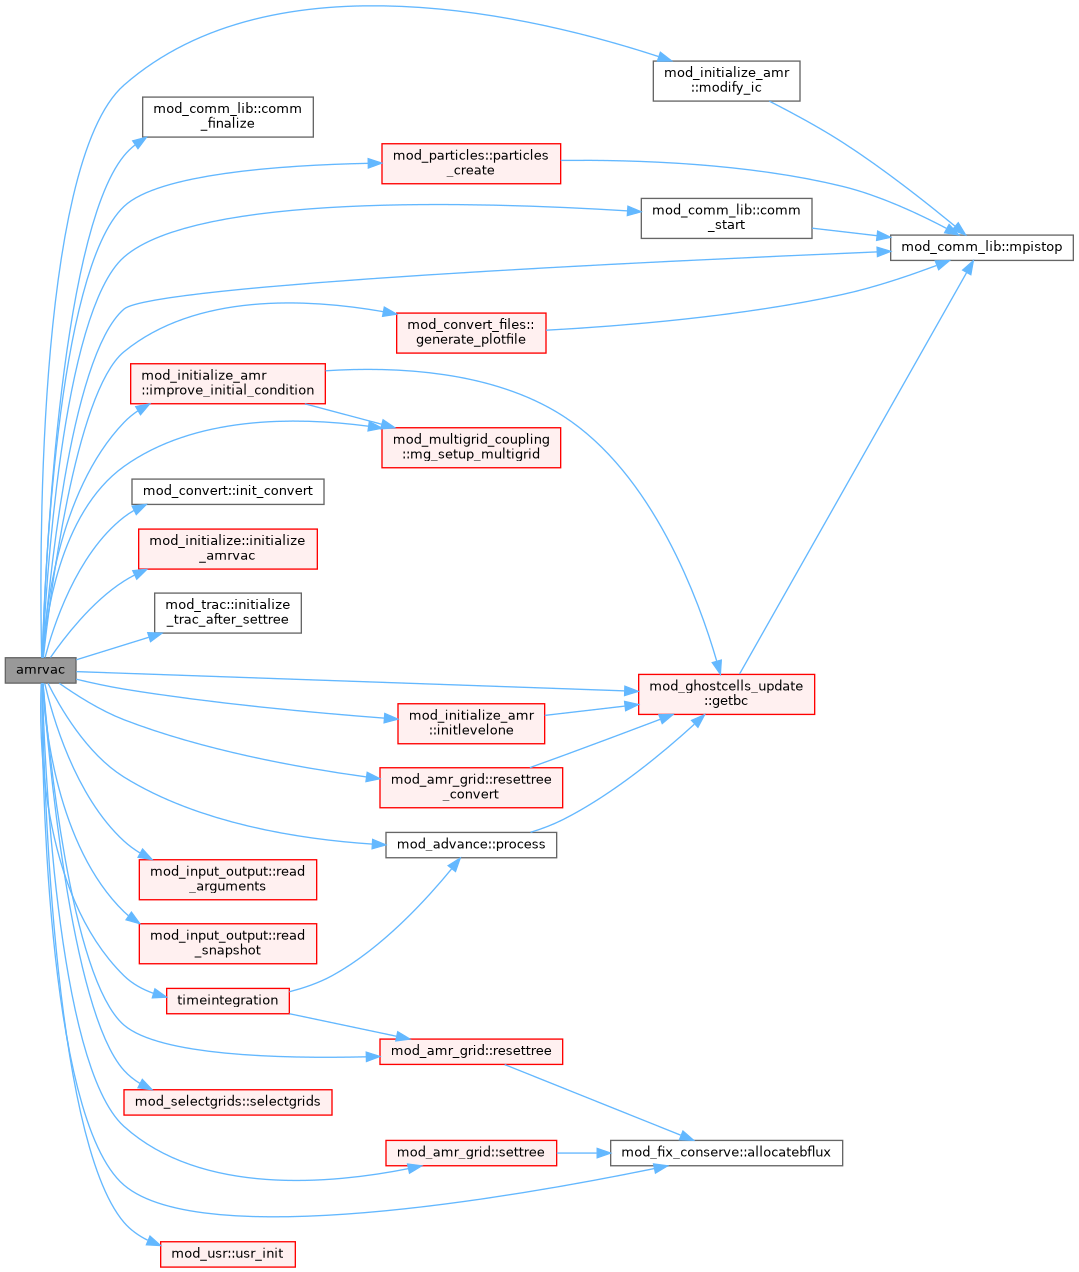 mod_initialize_amr
::modify_ic
mod_comm_lib::comm
_finalize
mod_particles::particles
_create
mod_comm_lib::comm
_start
mod_comm_lib::mpistop
mod_convert_files::
generate_plotfile
mod_initialize_amr
::improve_initial_condition
mod_multigrid_coupling
::mg_setup_multigrid
mod_convert::init_convert
mod_initialize::initialize
_amrvac
mod_trac::initialize
_trac_after_settree
amrvac
mod_ghostcells_update
::getbc
mod_initialize_amr
::initlevelone
mod_amr_grid::resettree
_convert
mod_advance::process
mod_input_output::read
_arguments
mod_input_output::read
_snapshot
timeintegration
mod_amr_grid::resettree
mod_selectgrids::selectgrids
mod_amr_grid::settree
mod_fix_conserve::allocatebflux
mod_usr::usr_init